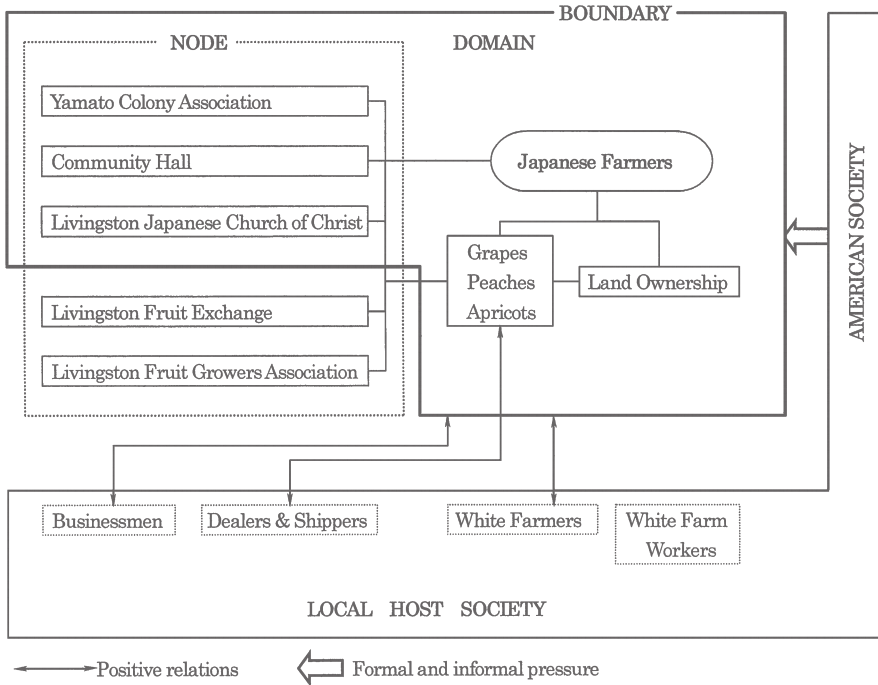 BOUNDARY
NODE
DOMAIN
Yamato Colony Association
Community Hall
Livingston Japanese Church of Christ
Livingston Fruit Exchange
Livingston Fruit Growers Association
Japanese Farmers
Grapes
Peaches
Apricots
Land Ownership
AMERICAN SOCIETY
Businessmen
Dealers & Shippers
White Farmers
White Farm
Workers
LOCAL HOST SOCIETY
Positive relations
Formal and informal pressure